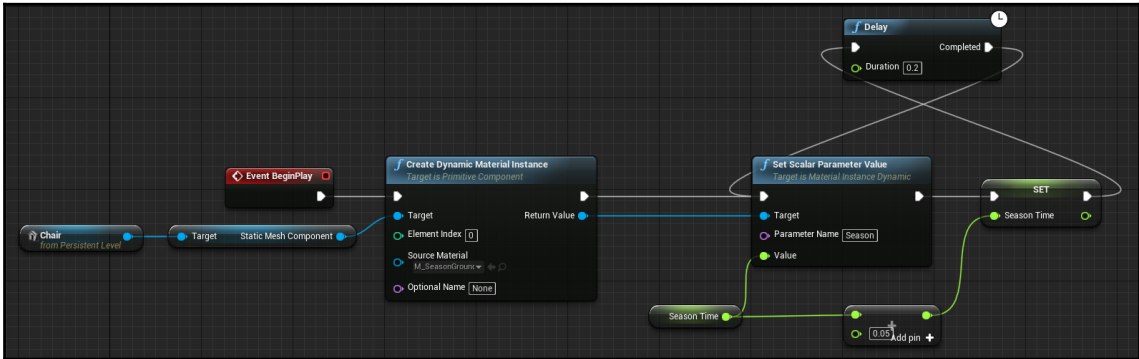 f Delay
Completed
Duration 0.2
Event BeginPlay
f Create Dynamic Material Instance
Target is Primitive Component
Target Return Value
Element Index 0
Source Material
M_SeasonGround
Optional Name None
f Set Scalar Parameter Value
Target is Material Instance Dynamic
Target
Parameter Name Season
Value
SET
Season Time
Chair
from Persistent Level
Target Static Mesh Component
Season Time
0.05 Add pin +